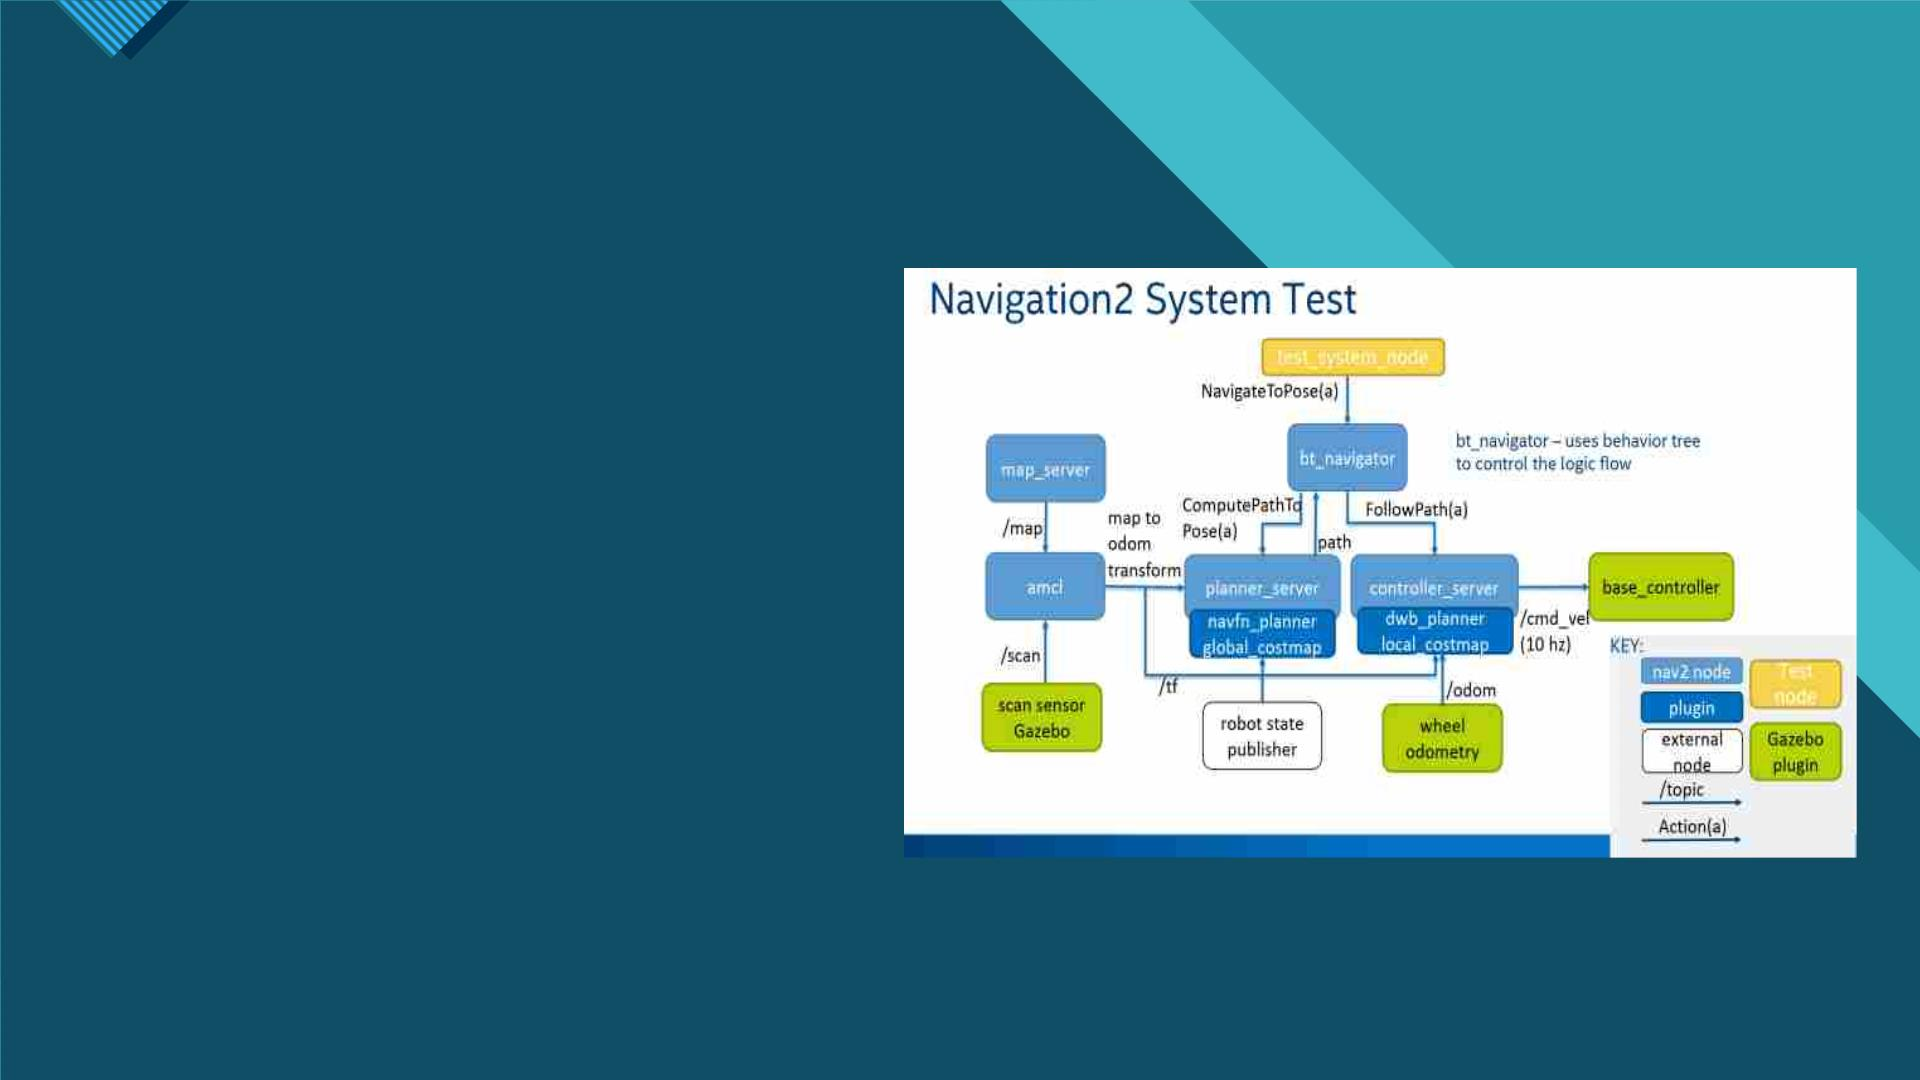 Navigation2 System Test
test_system_node
NavigateToPose(a)
bt_navigator
bt_navigator – uses behavior tree
to control the logic flow
map_server
/map
ComputePathTo
Pose(a)
path
FollowPath(a)
map to
odom
transform
amcl
planner_server
navfn_planner
global_costmap
controller_server
dwb_planner
local_costmap
base_controller
/cmd_vel
(10 hz)
/scan
/tf
/odom
scan sensor
Gazebo
robot state
publisher
wheel
odometry
KEY:
nav2 node
Test
node
plugin
external
node
Gazebo
plugin
/topic
Action(a)